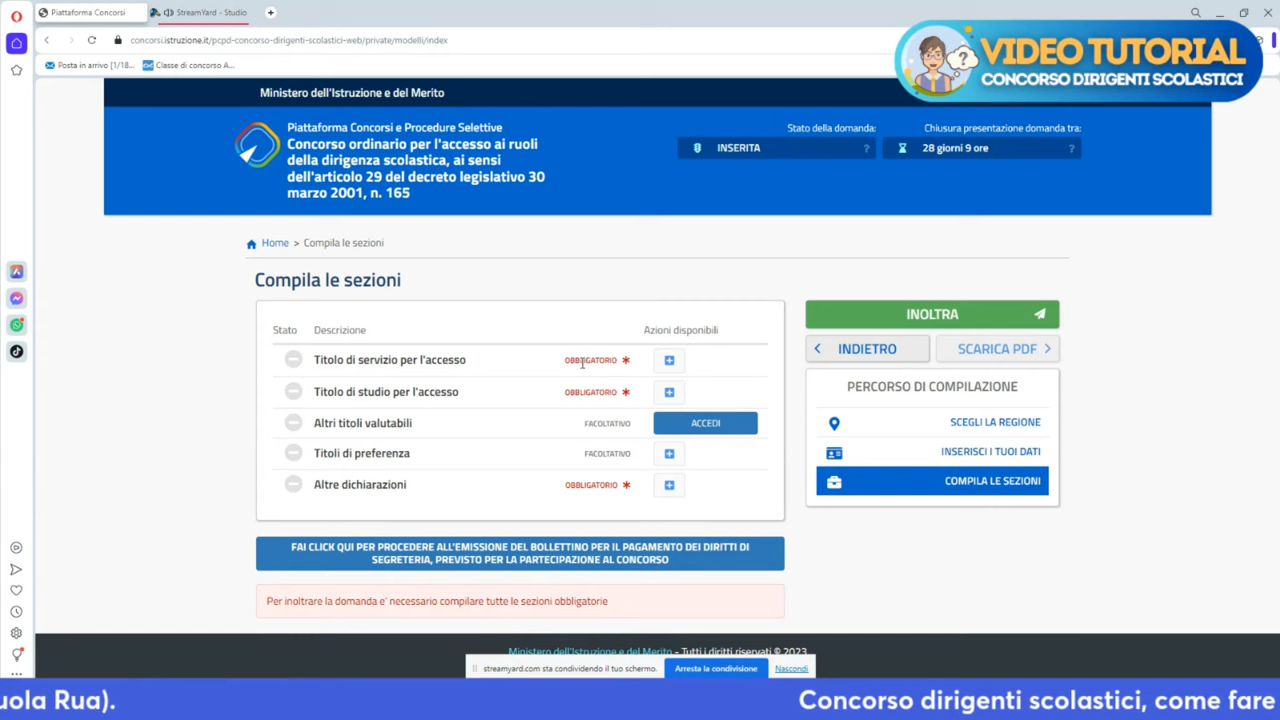 Piattaforma Concorsi
StreamYard - Studio
concorsi.istruzione.it/pcpd-concorso-dirigenti-scolastici-web/private/modelli/index
Posta in arrivo [1/18...
Classe di concorso A...
VIDEO TUTORIAL
CONCORSO DIRIGENTI SCOLASTICI
Ministero dell'Istruzione e del Merito
Piattaforma Concorsi e Procedure Selettive
Concorso ordinario per l'accesso ai ruoli
della dirigenza scolastica, ai sensi
dell'articolo 29 del decreto legislativo 30
marzo 2001, n. 165
Stato della domanda:
INSERITA ?
Chiusura presentazione domanda tra:
28 giorni 9 ore ?
Home > Compila le sezioni
Compila le sezioni
Stato Descrizione Azioni disponibili
Titolo di servizio per l'accesso OBBLIGATORIO *
Titolo di studio per l'accesso OBBLIGATORIO *
Altri titoli valutabili FACOLTATIVO ACCEDI
Titoli di preferenza FACOLTATIVO
Altre dichiarazioni OBBLIGATORIO *
FAI CLICK QUI PER PROCEDERE ALL'EMISSIONE DEL BOLLETTINO PER IL PAGAMENTO DEI DIRITTI DI
SEGRETERIA, PREVISTO PER LA PARTECIPAZIONE AL CONCORSO
Per inoltrare la domanda e' necessario compilare tutte le sezioni obbligatorie
INOLTRA
INDIETRO
SCARICA PDF
PERCORSO DI COMPILAZIONE
SCEGLI LA REGIONE
INSERISCI I TUOI DATI
COMPILA LE SEZIONI
Ministero dell'Istruzione e del Merito - Tutti i diritti riservati © 2023
streamyard.com sta condividendo il tuo schermo.
Arresta la condivisione
Nascondi
uola Rua).
Concorso dirigenti scolastici, come fare